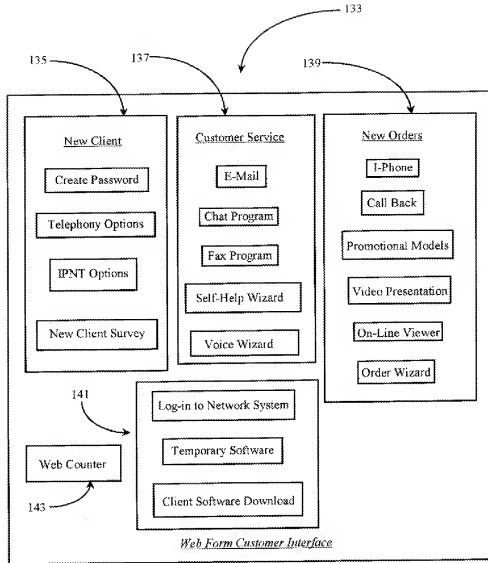 133
135
137
139
New Client
Create Password
Telephony Options
IPNT Options
New Client Survey
Customer Service
E-Mail
Chat Program
Fax Program
Self-Help Wizard
Voice Wizard
New Orders
I-Phone
Call Back
Promotional Models
Video Presentation
On-Line Viewer
Order Wizard
141
Log-in to Network System
Temporary Software
Client Software Download
Web Counter
143
Web Form Customer Interface